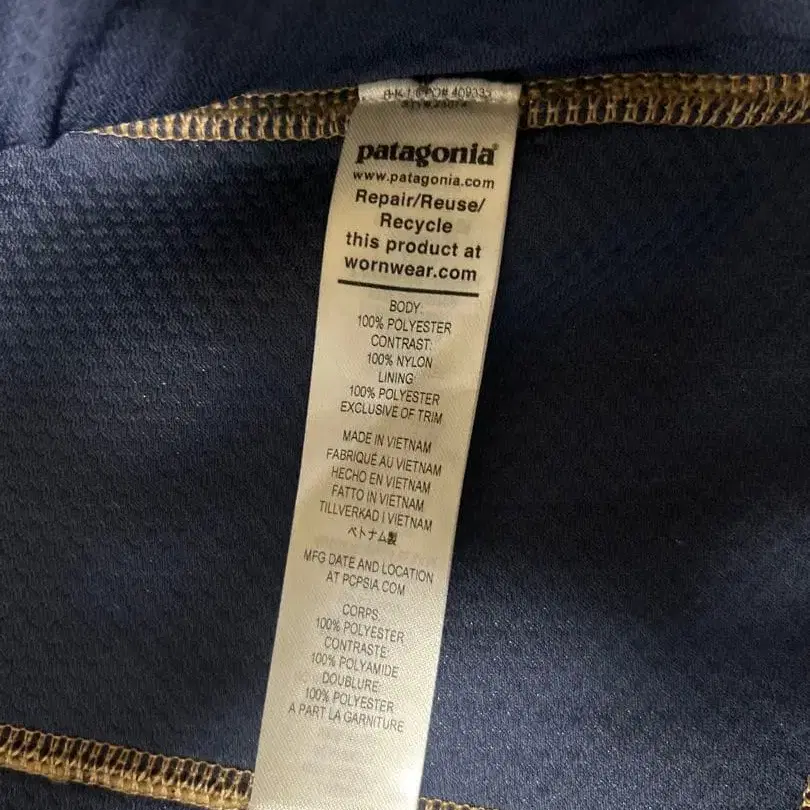 patagonia®
www.patagonia.com
Repair/Reuse/
Recycle
this product at
wornwear.com
BODY:
100% POLYESTER
CONTRAST:
100% NYLON
LINING:
100% POLYESTER
EXCLUSIVE OF TRIM
MADE IN VIETNAM
FABRIQUÉ AU VIETNAM
HECHO EN VIETNAM
FATTO IN VIETNAM
TILLVERKAD I VIETNAM
ベトナム製
MFG DATE AND LOCATION
AT PCPSIA.COM
CORPS:
100% POLYESTER
CONTRASTE:
100% POLYAMIDE
DOUBLURE:
100% POLYESTER
A PART LA GARNITURE